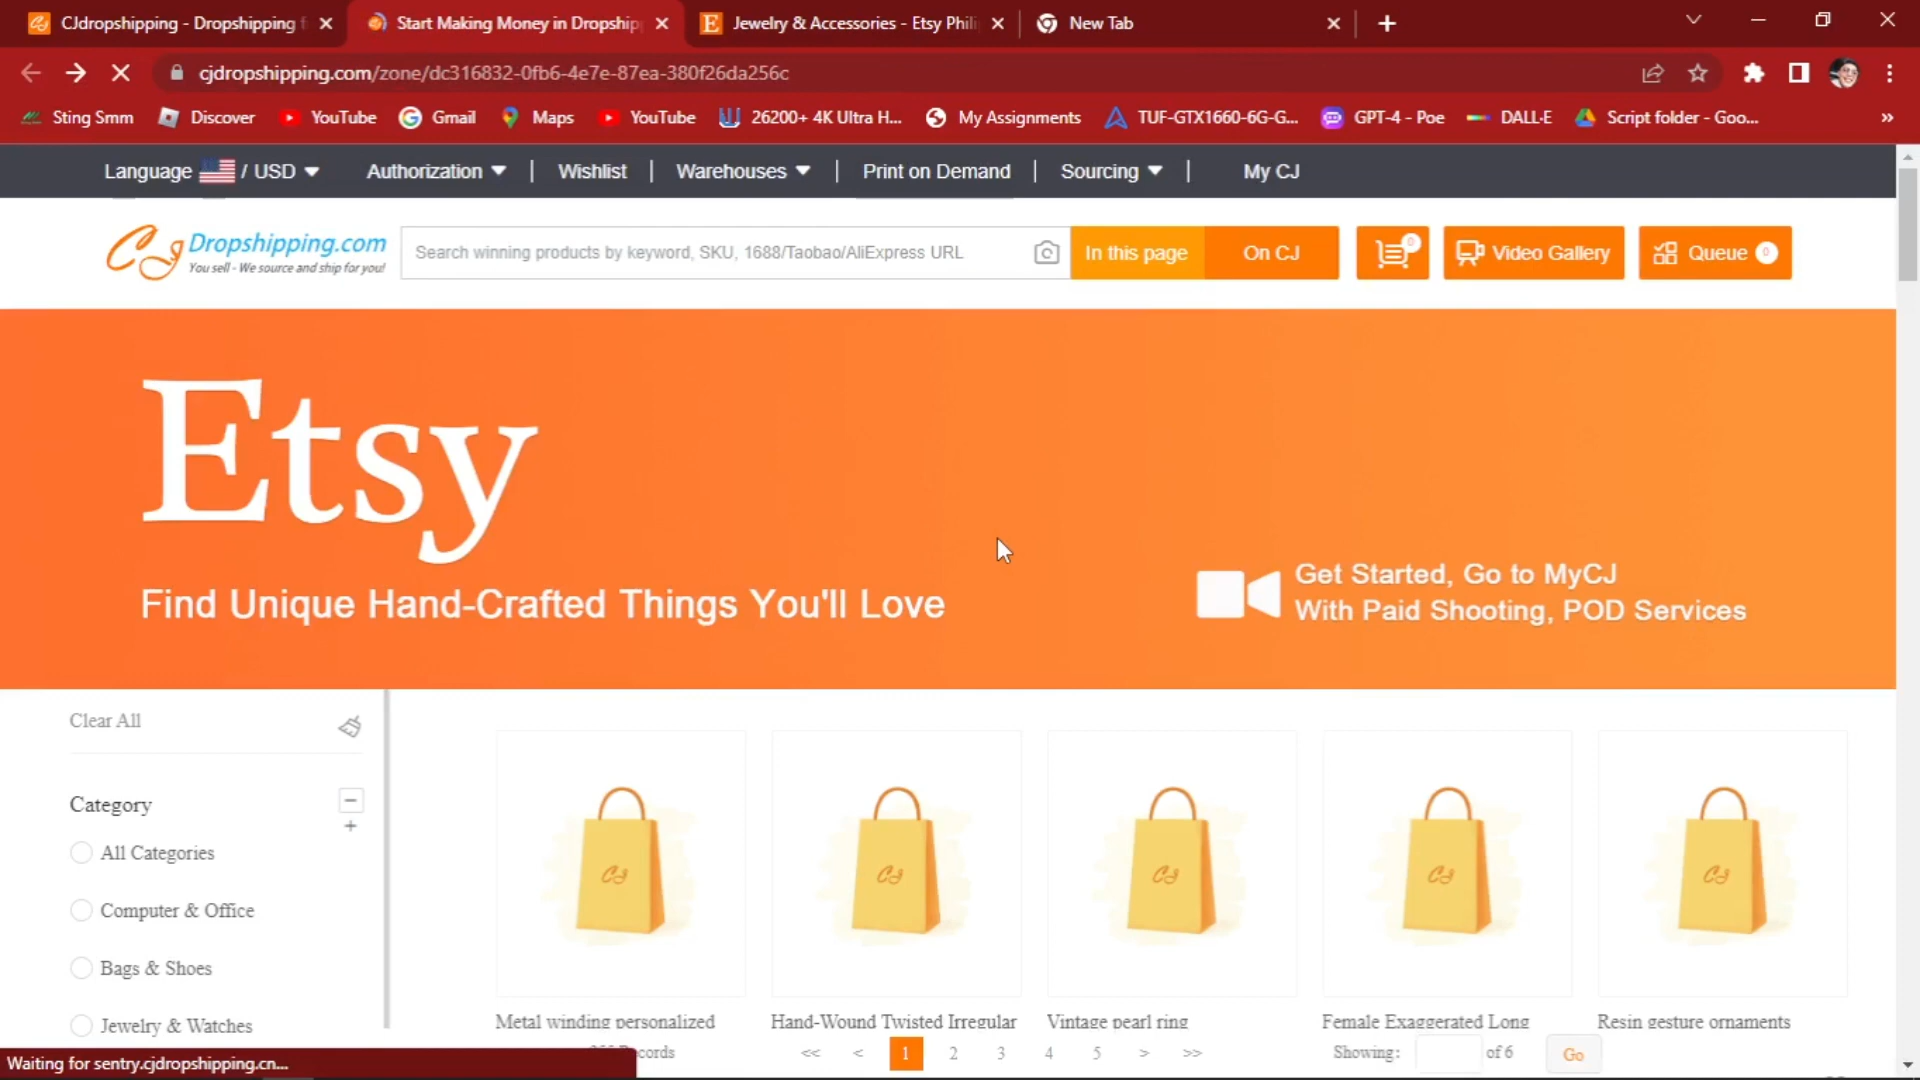 CJdropshipping - Dropshipping f
Start Making Money in Dropship
Jewelry & Accessories - Etsy Phili
New Tab
cjdropshipping.com/zone/dc316832-0fb6-4e7e-87ea-380f26da256c
Sting Smm
Discover
YouTube
Gmail
Maps
YouTube
26200+ 4K Ultra H...
My Assignments
TUF-GTX1660-6G-G...
GPT-4 - Poe
DALL·E
Script folder - Goo...
»
Language / USD
Authorization
Wishlist
Warehouses
Print on Demand
Sourcing
My CJ
CJ Dropshipping.com
You sell - We source and ship for you!
Search winning products by keyword, SKU, 1688/Taobao/AliExpress URL
In this page
On CJ
0
Video Gallery
Queue 0
Etsy
Find Unique Hand-Crafted Things You'll Love
Get Started, Go to MyCJ
With Paid Shooting, POD Services
Clear All
Category
All Categories
Computer & Office
Bags & Shoes
Jewelry & Watches
CJ
CJ
CJ
CJ
CJ
Metal winding personalized
Hand-Wound Twisted Irregular
Vintage pearl ring
Female Exaggerated Long
Resin gesture ornaments
<< < 1 2 3 4 5 > >>
Showing: of 6 Go
Waiting for sentry.cjdropshipping.cn...